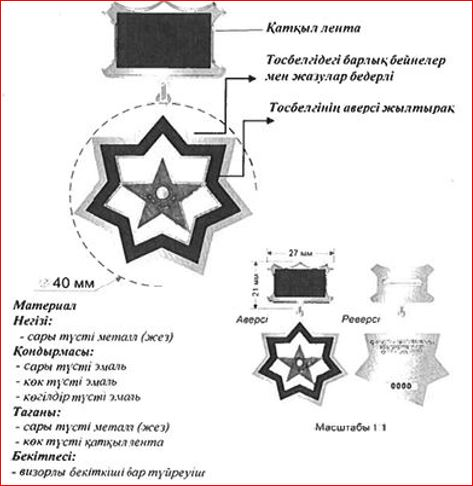 Қатқыл лента
Төсбелгідегі барлық бейнелер
мен жазулар бедерлі
Төсбелгінің аверсі жылтырақ
40 мм
Материал
Негізі:
- сары түсті металл (жез)
Қондырмасы:
- сары түсті эмаль
- көк түсті эмаль
- көгілдір түсті эмаль
Тағаны:
- сары түсті металл (жез)
- көк түсті қатқыл лента
Бекітпесі:
- визорлы бекіткіші бар түйреуіш
27 мм
21 мм
Аверсі
Реверсі
0000
Масштабы 1:1